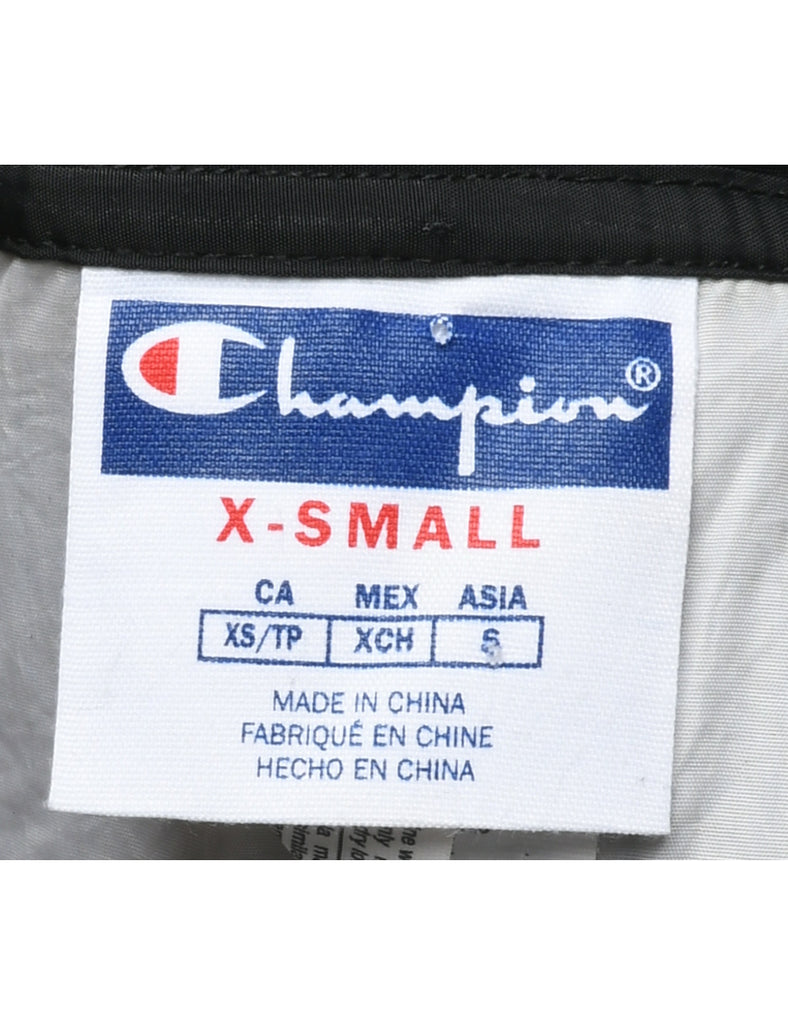 Champion®
X-SMALL
CA MEX ASIA
XS/TP XCH S
MADE IN CHINA
FABRIQUÉ EN CHINE
HECHO EN CHINA